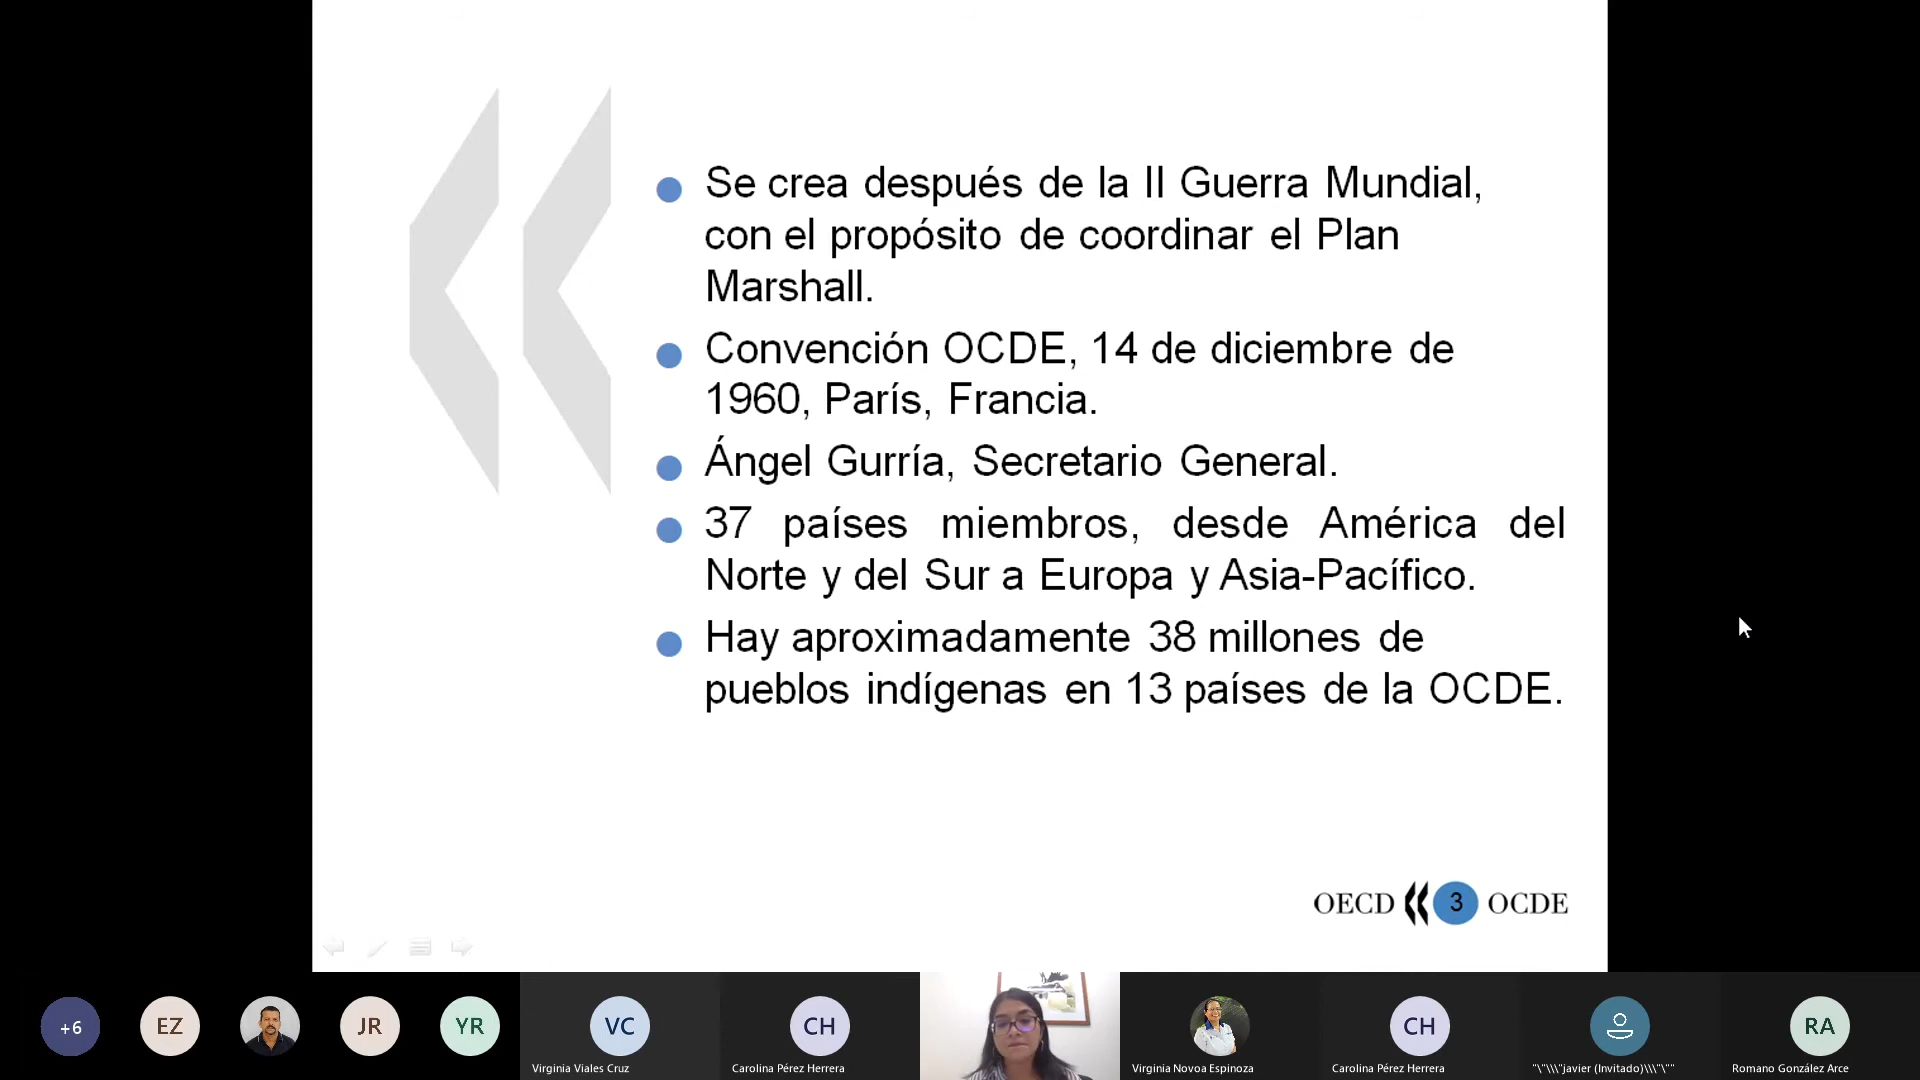 Se crea después de la II Guerra Mundial,
con el propósito de coordinar el Plan
Marshall.
Convención OCDE, 14 de diciembre de
1960, París, Francia.
Ángel Gurría, Secretario General.
37 países miembros, desde América del
Norte y del Sur a Europa y Asia-Pacífico.
Hay aproximadamente 38 millones de
pueblos indígenas en 13 países de la OCDE.
OECD 3 OCDE
+6
EZ
JR
YR
VC
CH
CH
RA
Virginia Viales Cruz
Carolina Pérez Herrera
Virginia Novoa Espinoza
Carolina Pérez Herrera
"\"\\\"javier (Invitado)\\\"\""
Romano González Arce